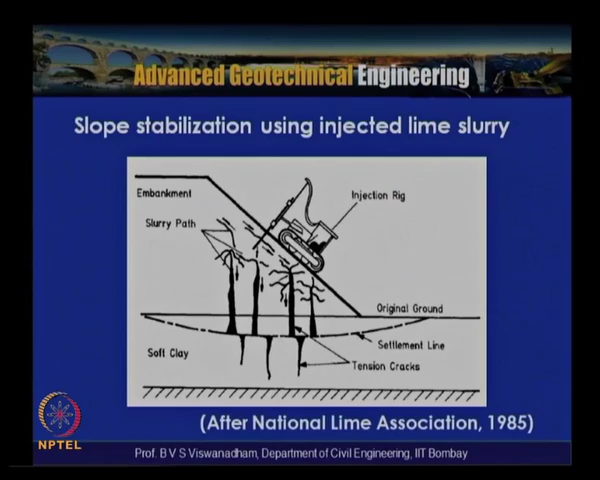 Advanced Geotechnical Engineering
Slope stabilization using injected lime slurry
Embankment
Injection Rig
Slurry Path
Original Ground
Settlement Line
Soft Clay
Tension Cracks
(After National Lime Association, 1985)
NPTEL
Prof. B V S Viswanadham, Department of Civil Engineering, IIT Bombay